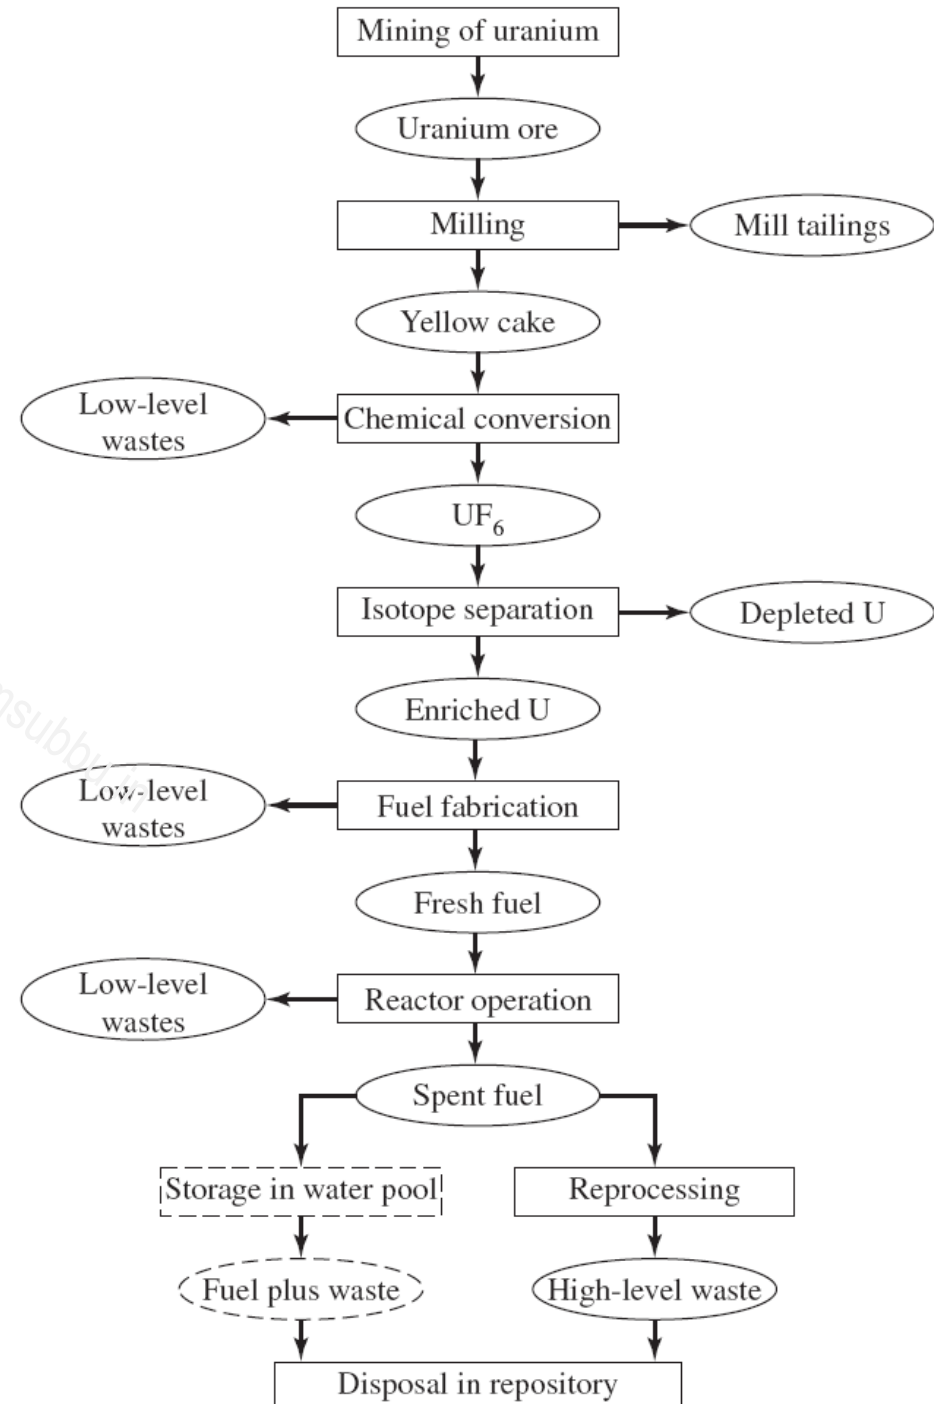 Mining of uranium
Uranium ore
Milling
Mill tailings
Yellow cake
Low-level
wastes
Chemical conversion
UF6
Isotope separation
Depleted U
Enriched U
Low-level
wastes
Fuel fabrication
Fresh fuel
Low-level
wastes
Reactor operation
Spent fuel
Storage in water pool
Reprocessing
Fuel plus waste
High-level waste
Disposal in repository